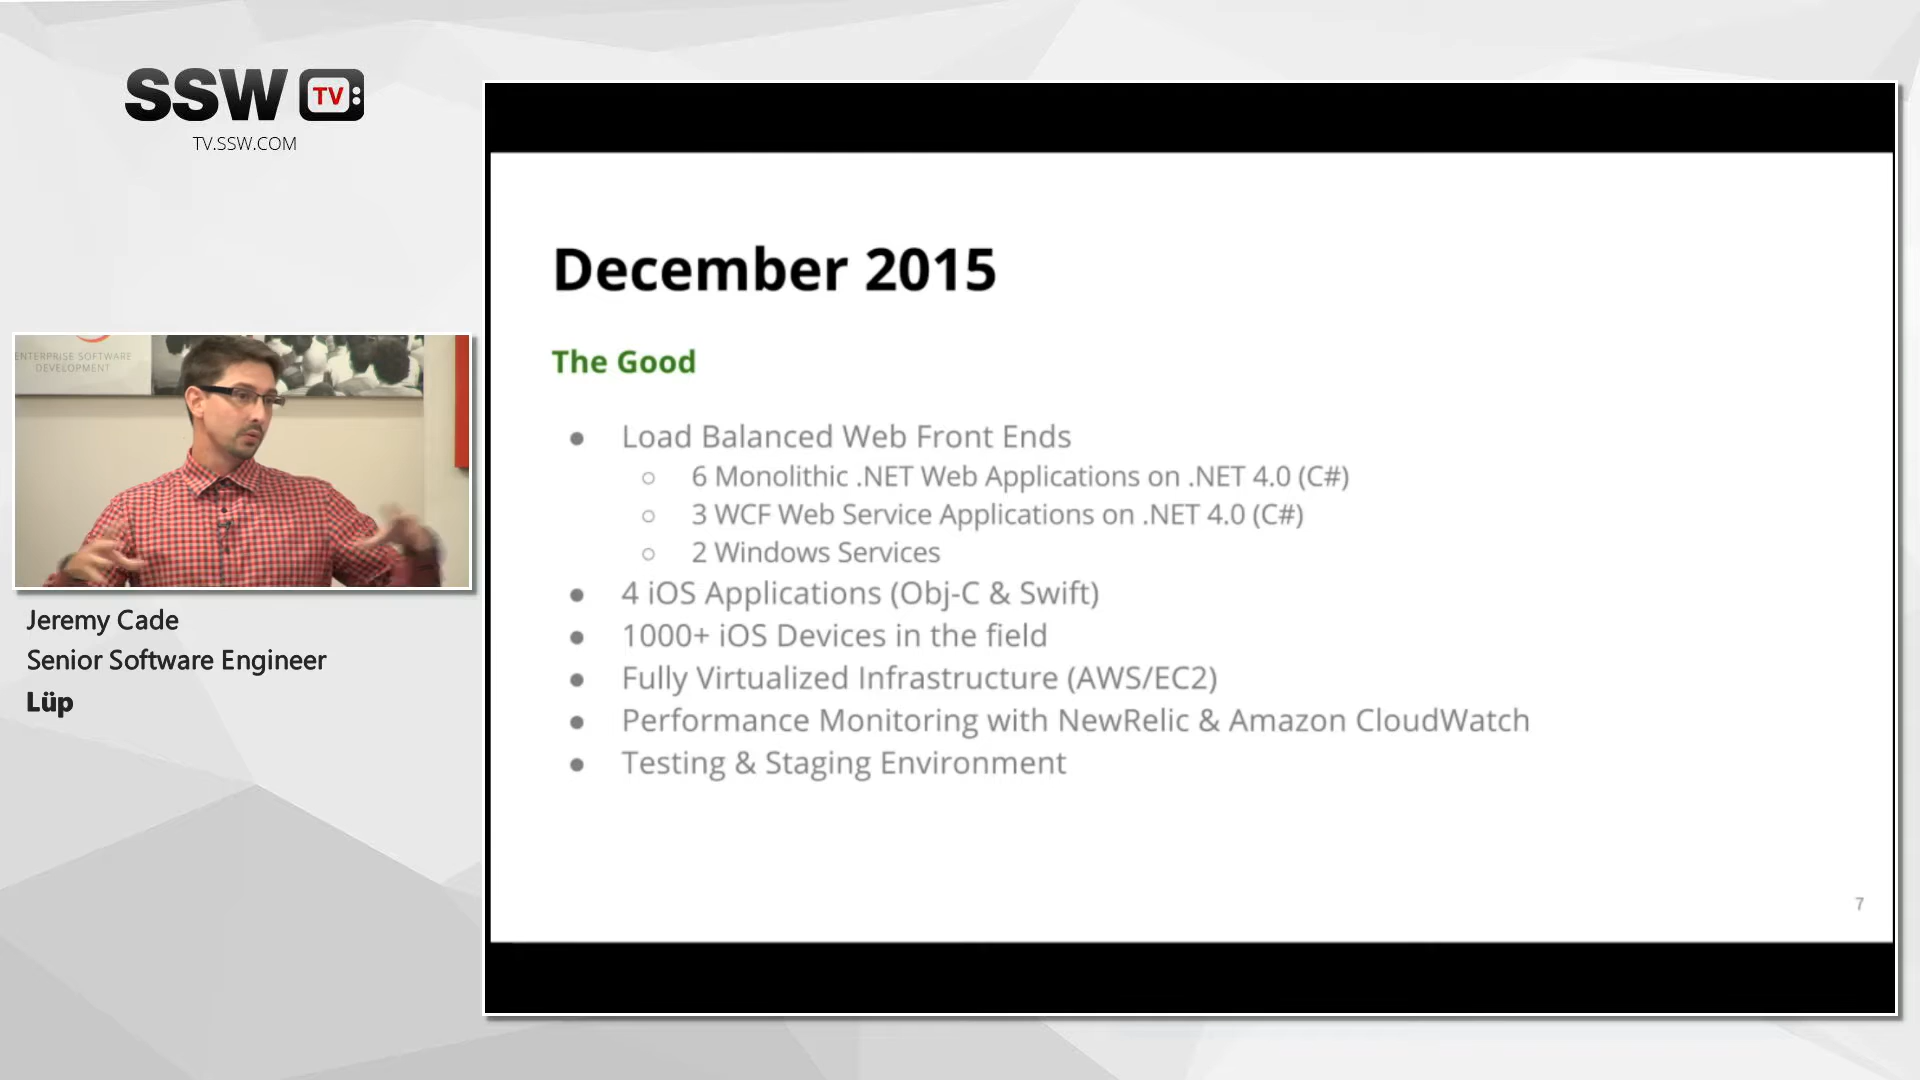 SSW TV:
TV.SSW.COM
ENTERPRISE SOFTWARE
DEVELOPMENT
Jeremy Cade
Senior Software Engineer
Lüp
December 2015
The Good
● Load Balanced Web Front Ends
○ 6 Monolithic .NET Web Applications on .NET 4.0 (C#)
○ 3 WCF Web Service Applications on .NET 4.0 (C#)
○ 2 Windows Services
● 4 iOS Applications (Obj-C & Swift)
● 1000+ iOS Devices in the field
● Fully Virtualized Infrastructure (AWS/EC2)
● Performance Monitoring with NewRelic & Amazon CloudWatch
● Testing & Staging Environment
7